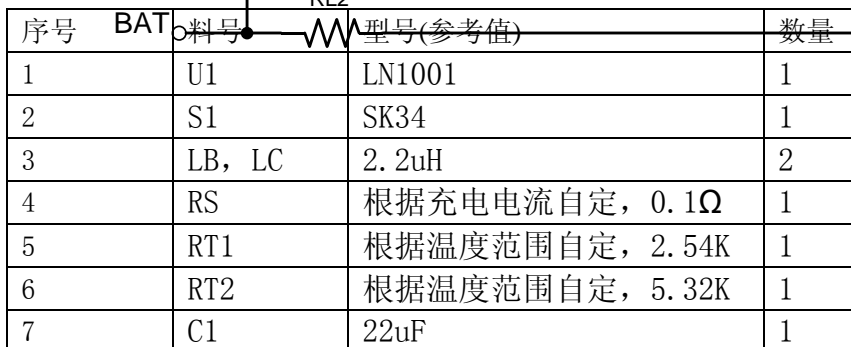 RL2
序号 BAT 料号 型号(参考值) 数量
1 U1 LN1001 1
2 S1 SK34 1
3 LB，LC 2.2uH 2
4 RS 根据充电电流自定，0.1Ω 1
5 RT1 根据温度范围自定，2.54K 1
6 RT2 根据温度范围自定，5.32K 1
7 C1 22uF 1